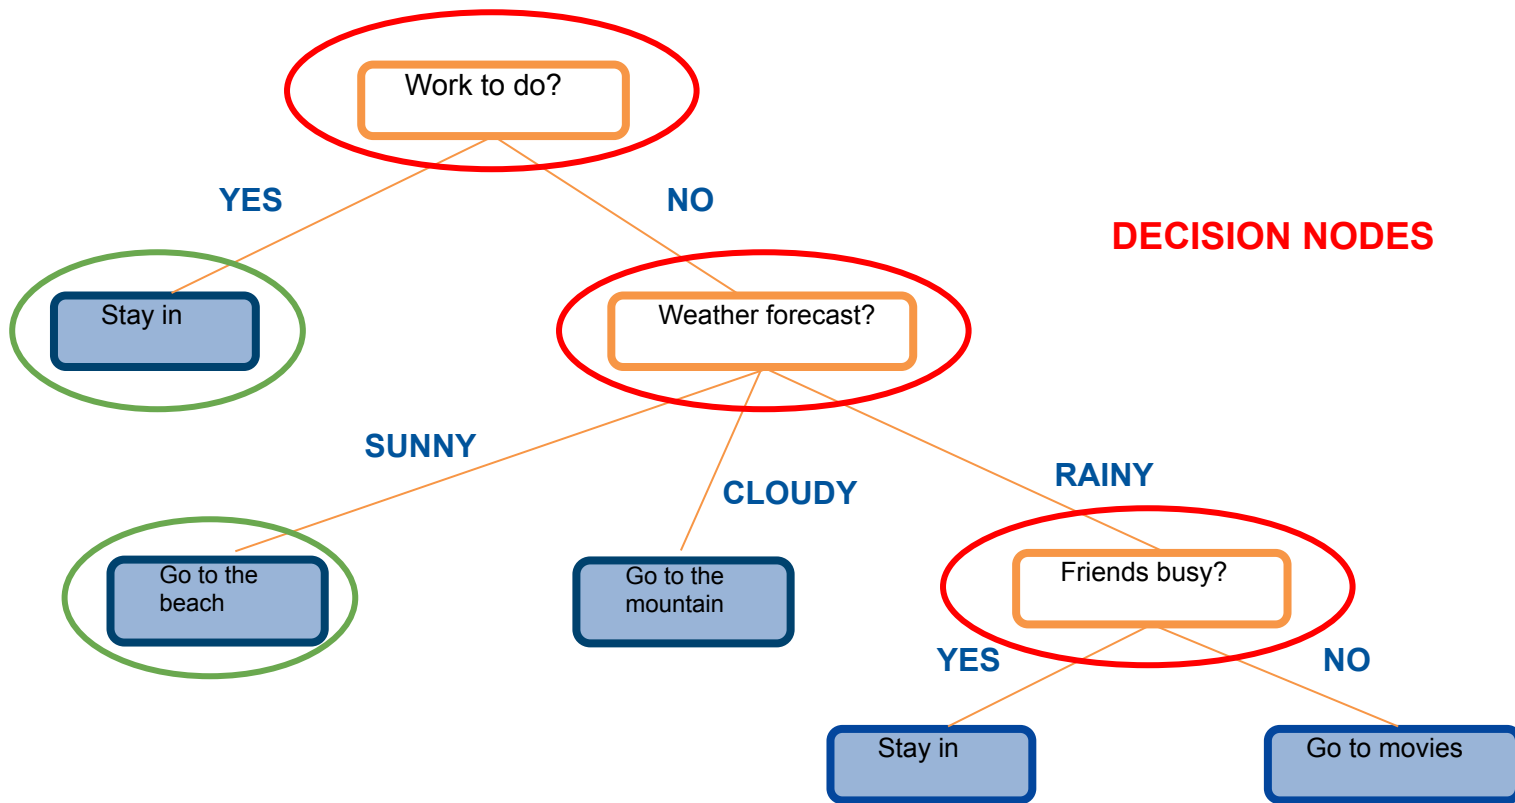 Work to do?
YES
NO
DECISION NODES
Stay in
Weather forecast?
SUNNY
CLOUDY
RAINY
Go to the
beach
Go to the
mountain
Friends busy?
YES
NO
Stay in
Go to movies